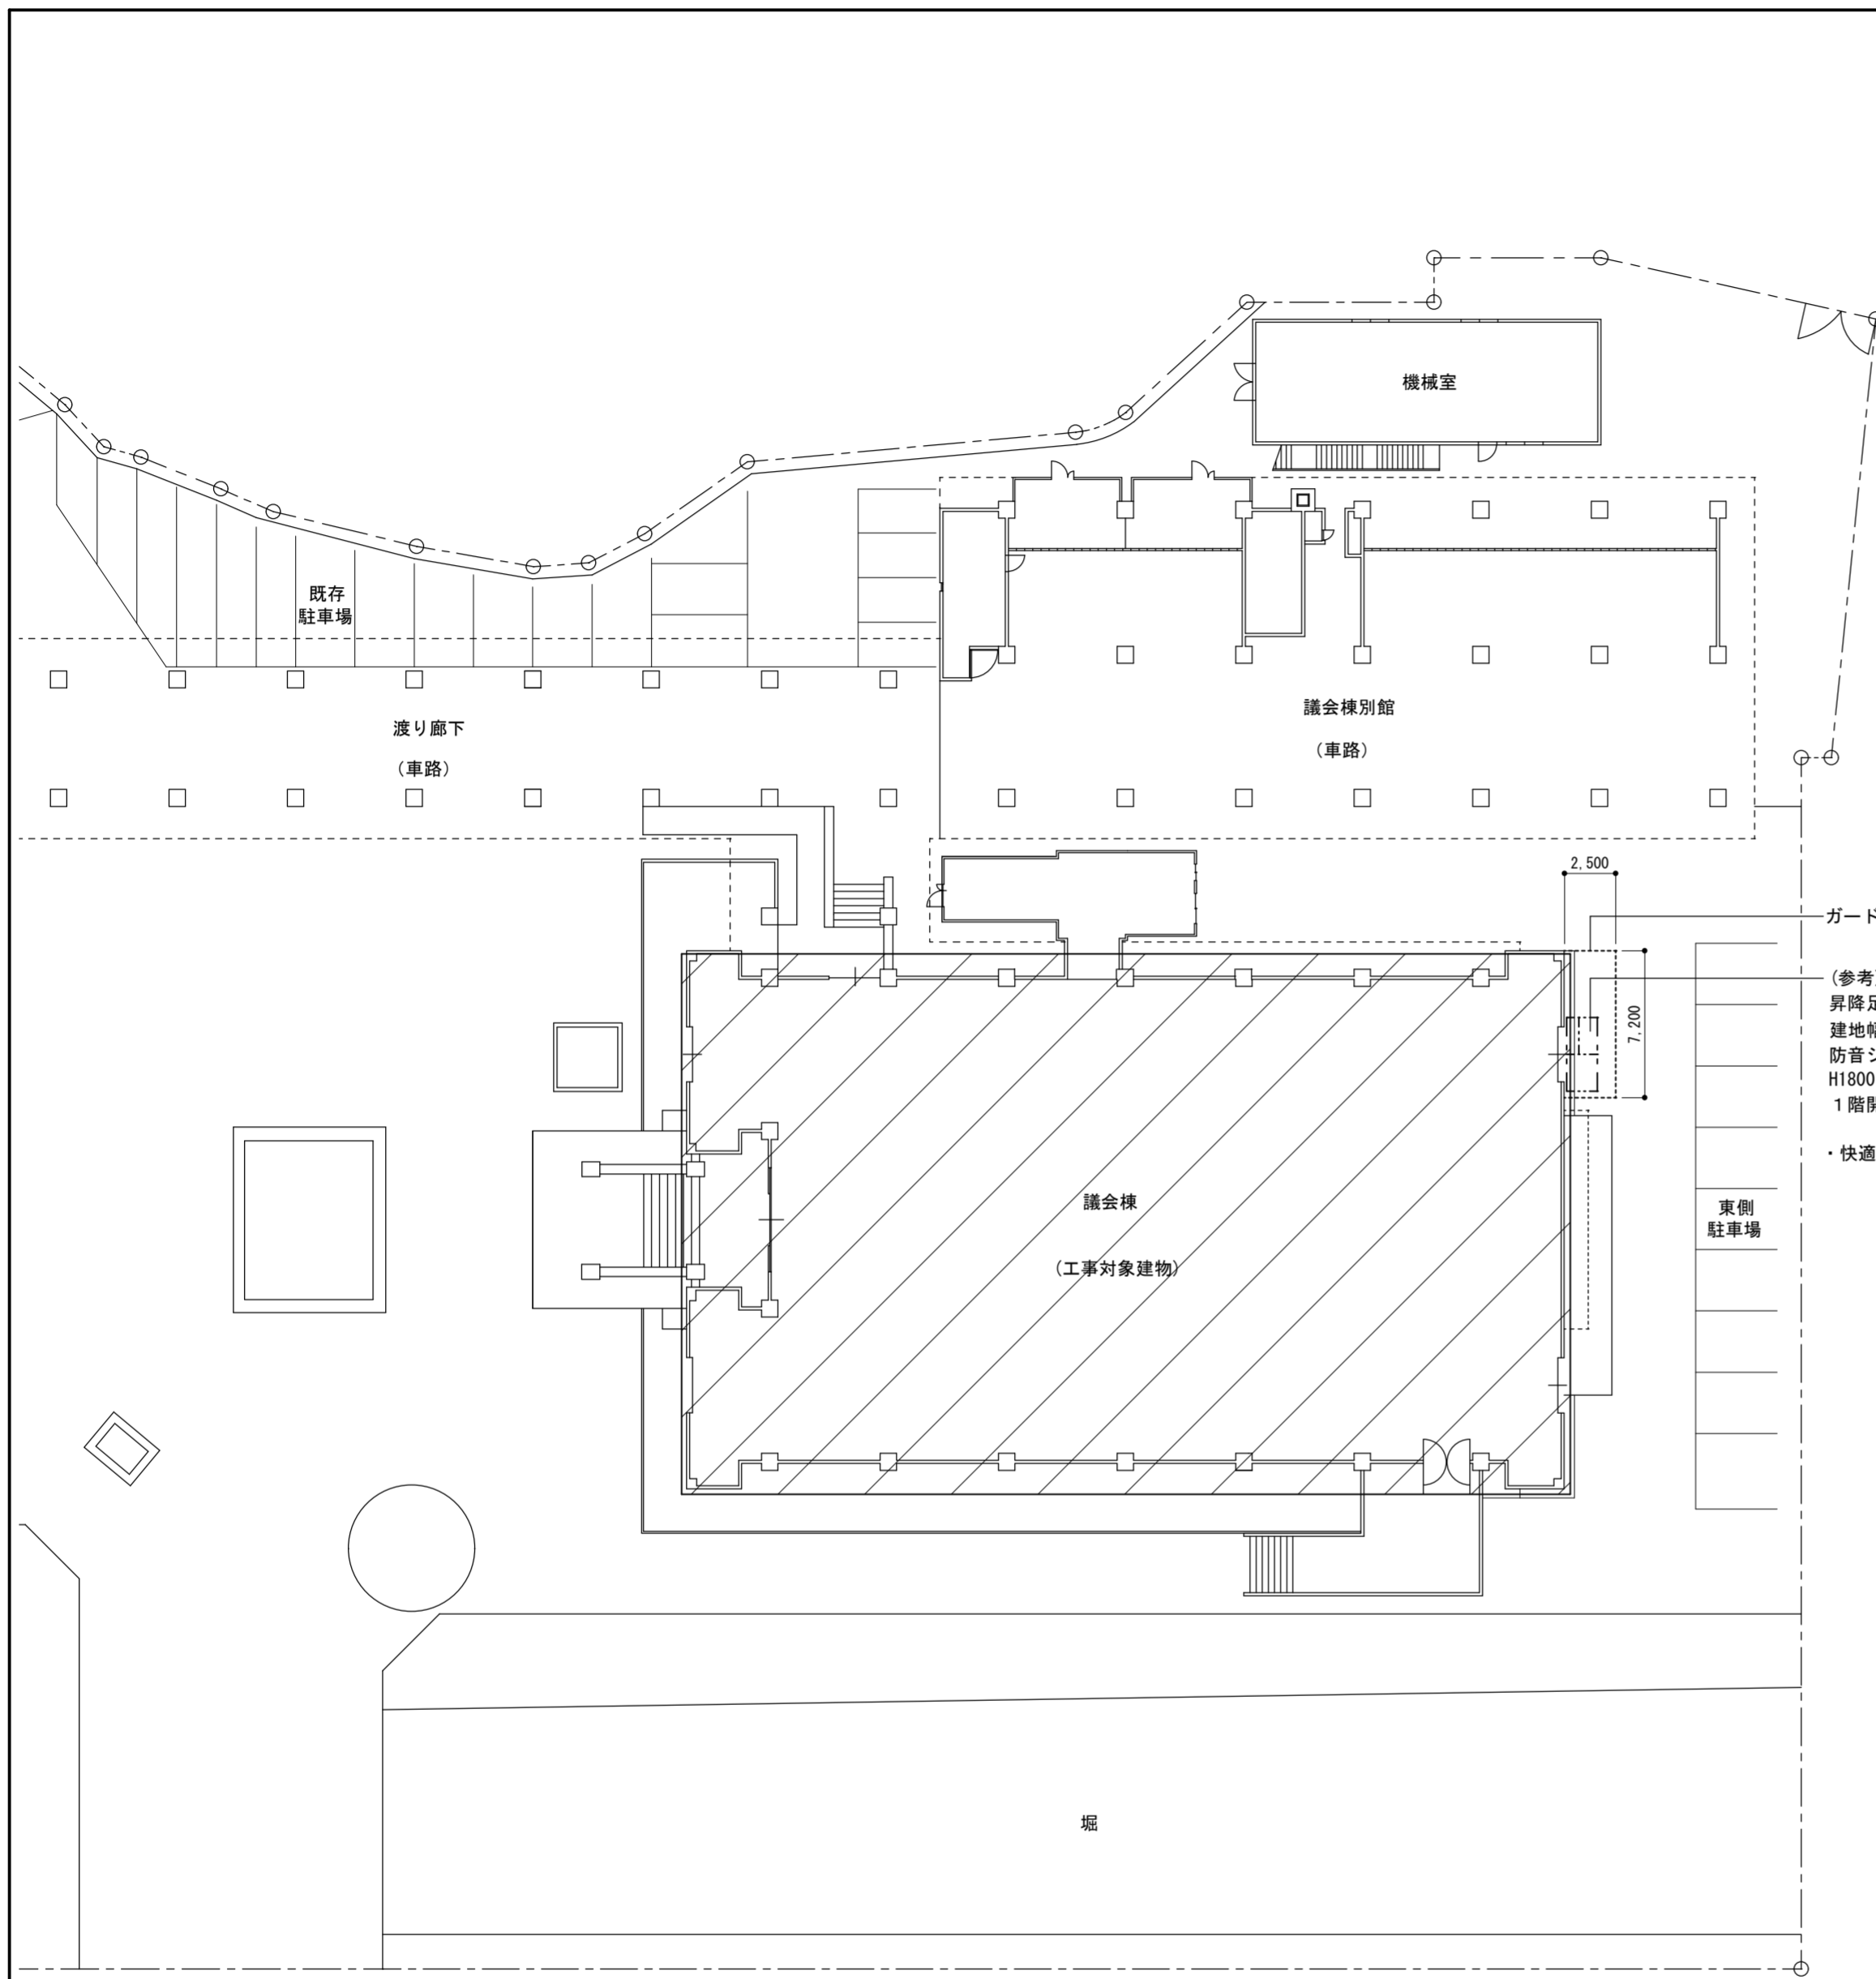 機械室
既存
駐車場
渡り廊下
（車路）
議会棟別館
（車路）
2,500
ガード
7,200
(参考)
昇降足
建地幅
防音シ
H1800
１階開
・快適
議会棟
（工事対象建物）
東側
駐車場
堀